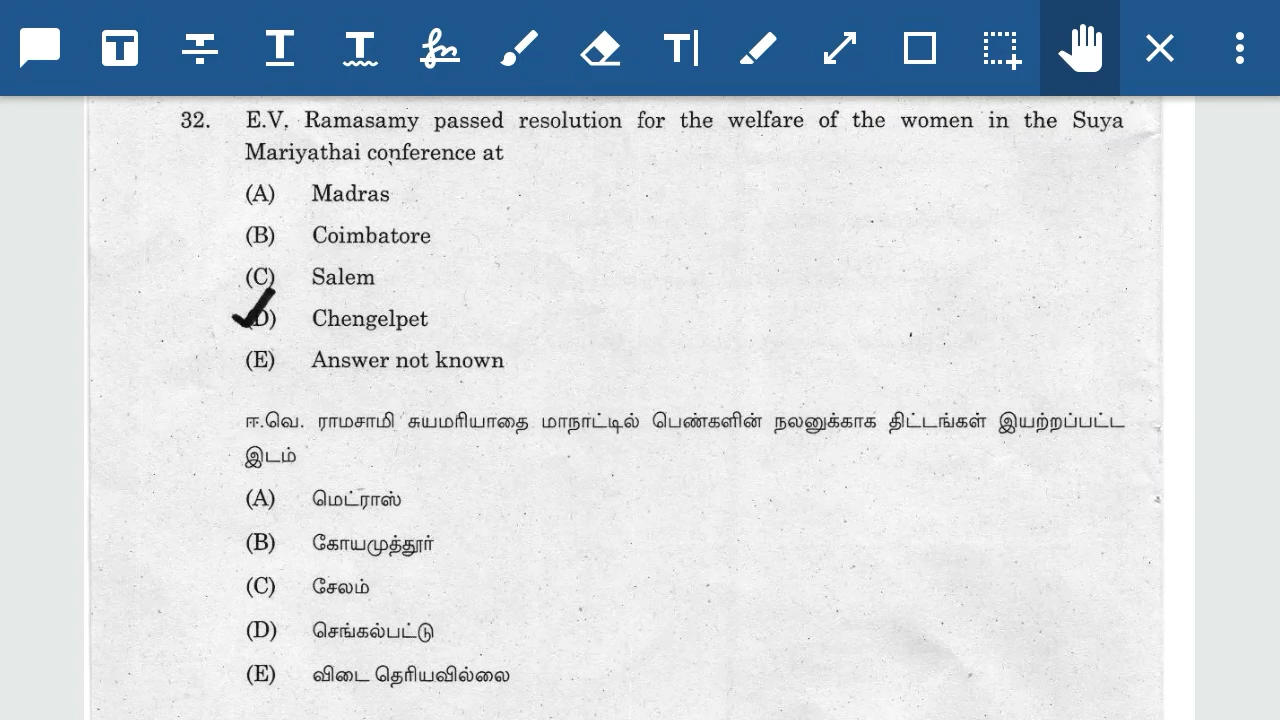 32. E.V. Ramasamy passed resolution for the welfare of the women in the Suya
Mariyathai conference at
(A) Madras
(B) Coimbatore
(C) Salem
(D) Chengelpet
(E) Answer not known
ஈ.வெ. ராமசாமி சுயமரியாதை மாநாட்டில் பெண்களின் நலனுக்காக திட்டங்கள் இயற்றப்பட்ட
இடம்
(A) மெட்ராஸ்
(B) கோயமுத்தூர்
(C) சேலம்
(D) செங்கல்பட்டு
(E) விடை தெரியவில்லை